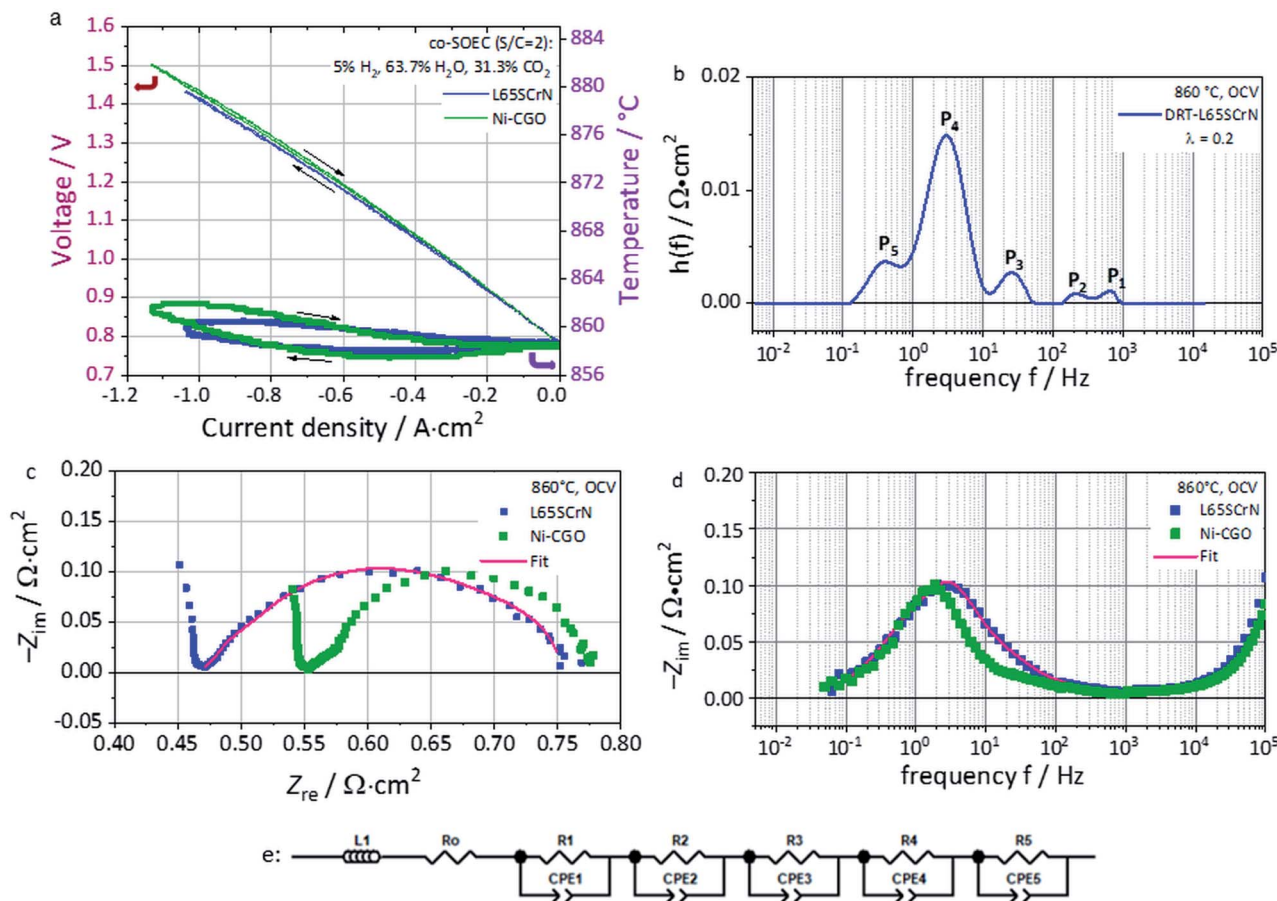 a
co-SOEC (S/C=2):
5% H2, 63.7% H2O, 31.3% CO2
L65SCrN
Ni-CGO
Voltage / V
1.6
1.5
1.4
1.3
1.2
1.1
1.0
0.9
0.8
0.7
884
880
876
872
868
864
860
856
Temperature / °C
-1.2
-1.0
-0.8
-0.6
-0.4
-0.2
0.0
Current density / A·cm2
b
860 °C, OCV
DRT-L65SCrN
λ = 0.2
h(f) / Ω•cm2
0.02
0.01
0.00
P5
P4
P3
P2
P1
10-2
10-1
100
101
102
103
104
105
frequency f / Hz
c
860°C, OCV
L65SCrN
Ni-CGO
Fit
–Zim / Ω·cm2
0.20
0.15
0.10
0.05
0.00
-0.05
0.40
0.45
0.50
0.55
0.60
0.65
0.70
0.75
0.80
Zre / Ω·cm2
d
860°C, OCV
L65SCrN
Ni-CGO
Fit
–Zim / Ω•cm2
0.20
0.15
0.10
0.05
0.00
10-2
10-1
100
101
102
103
104
105
frequency f / Hz
e:
L1
Ro
R1
R2
R3
R4
R5
CPE1
CPE2
CPE3
CPE4
CPE5